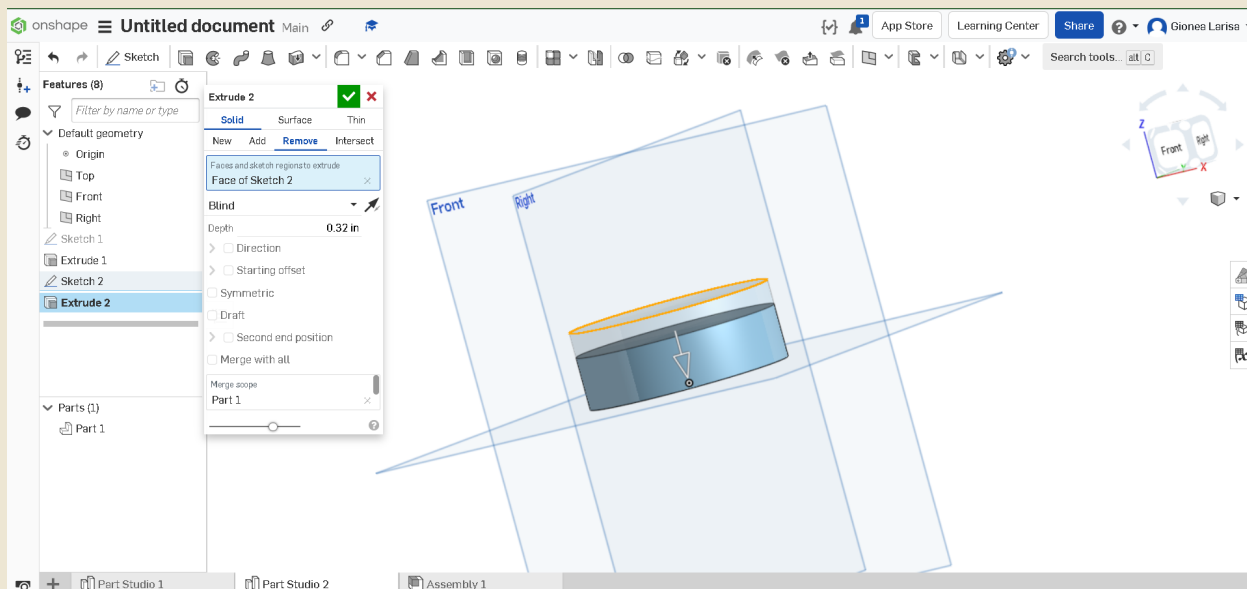 onshape Untitled document Main 1 App Store Learning Center Share Gionea Larisa
Sketch Search tools... alt C
Features (8)
Filter by name or type
Default geometry
Origin
Top
Front
Right
Sketch 1
Extrude 1
Sketch 2
Extrude 2
Parts (1)
Part 1
Extrude 2
Solid Surface Thin
New Add Remove Intersect
Faces and sketch regions to extrude
Face of Sketch 2
Blind
Depth 0.32 in
Direction
Starting offset
Symmetric
Draft
Second end position
Merge with all
Merge scope
Part 1
Front Right
Z
Front Right
Y
X
Part Studio 1 Part Studio 2 Assembly 1